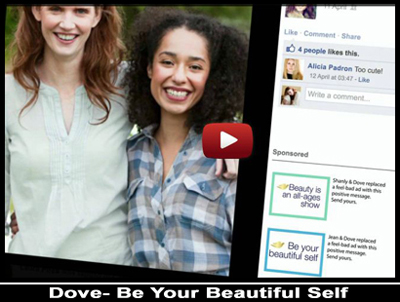 Like · Comment · Share
4 people likes this.
Alicia Padron Too cute!
12 April at 03:47 · Like
Write a comment...
Sponsored
Beauty is
an all-ages
show
Shanly & Dove replaced
a feel-bad ad with this
positive message.
Send yours.
Be your
beautiful self
Jean & Dove replaced
a feel-bad ad with this
positive message.
Send yours.
Dove- Be Your Beautiful Self